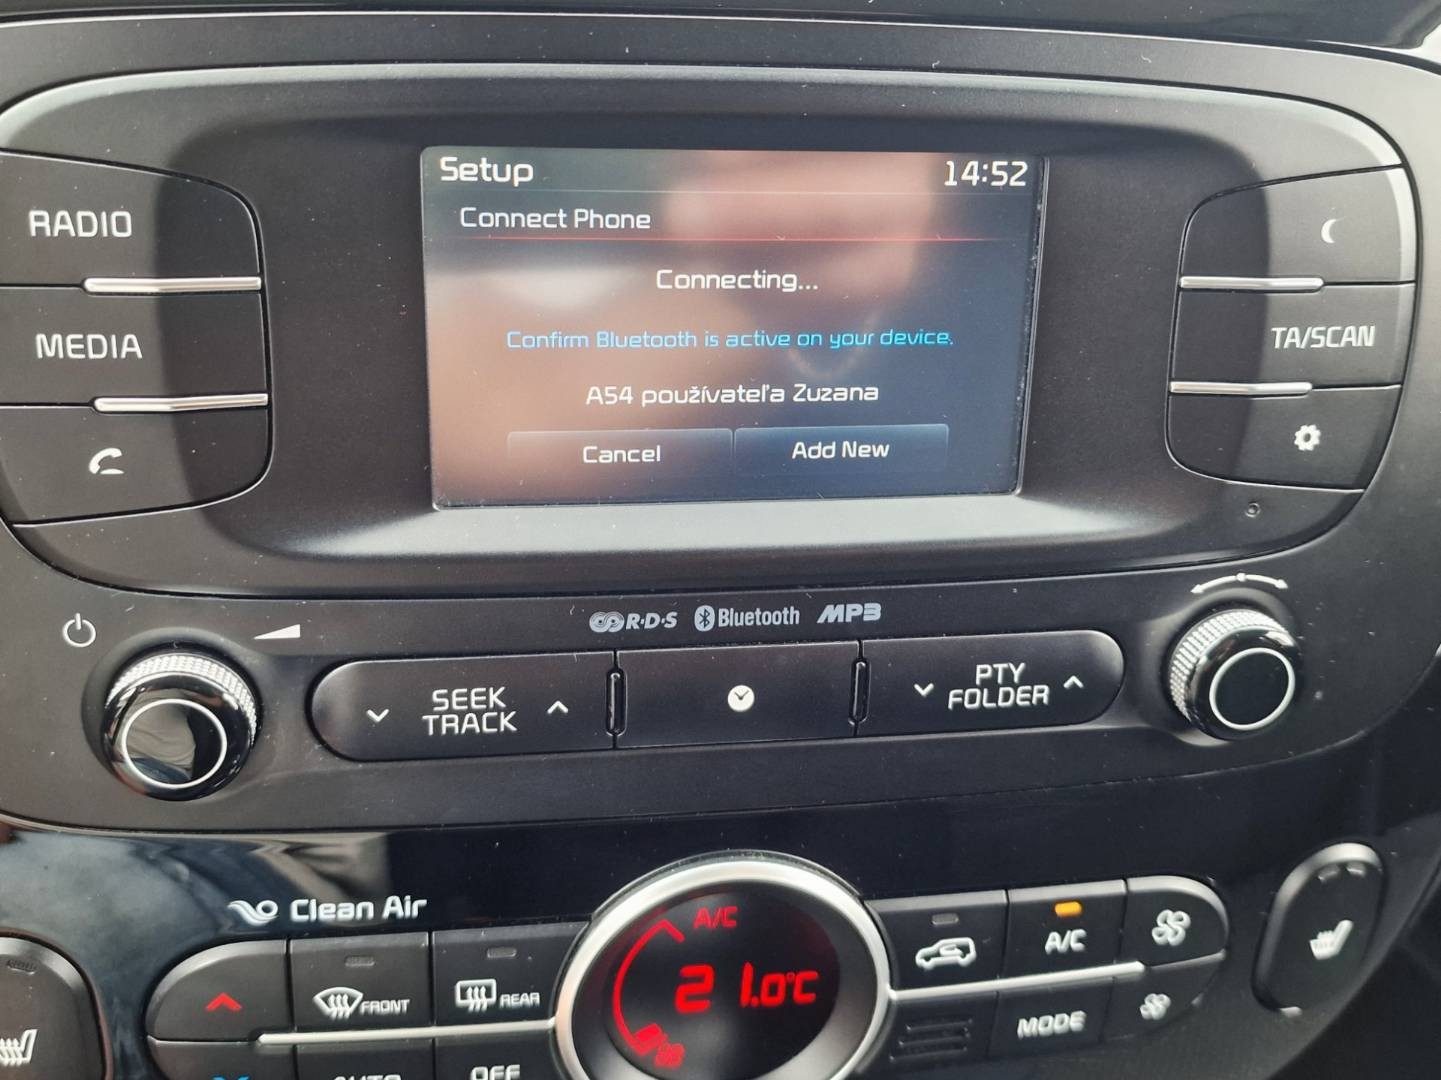 Setup 14:52
Connect Phone
Connecting...
Confirm Bluetooth is active on your device.
A54 používateľa Zuzana
Cancel Add New
RADIO
MEDIA
TA/SCAN
R·D·S Bluetooth MP3
SEEK
TRACK
PTY
FOLDER
Clean Air
A/C
21.0°C
FRONT
REAR
A/C
MODE
AUTO
OFF